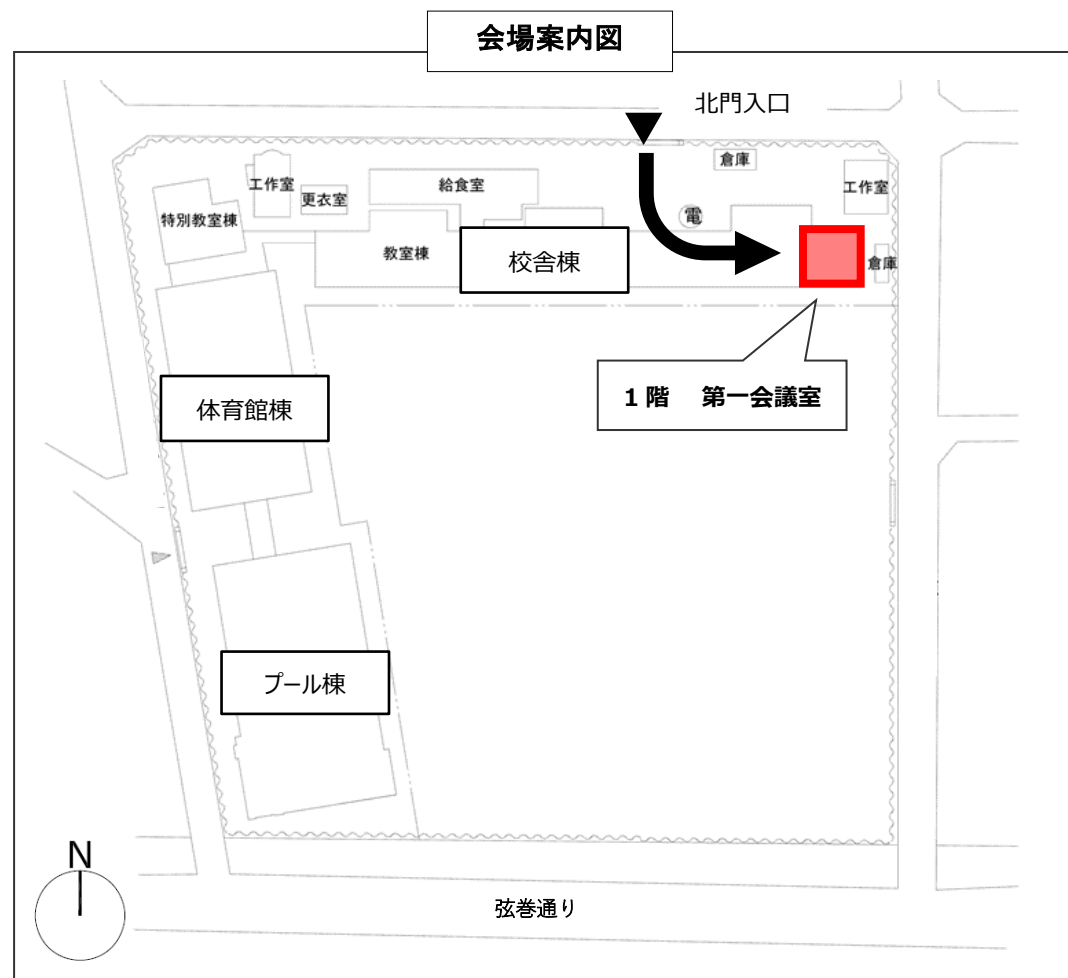 会場案内図
北門入口
倉庫
工作室
給食室
工作室
更衣室
特別教室棟
電
教室棟
校舎棟
倉庫
1階 第一会議室
体育館棟
プール棟
N
弦巻通り